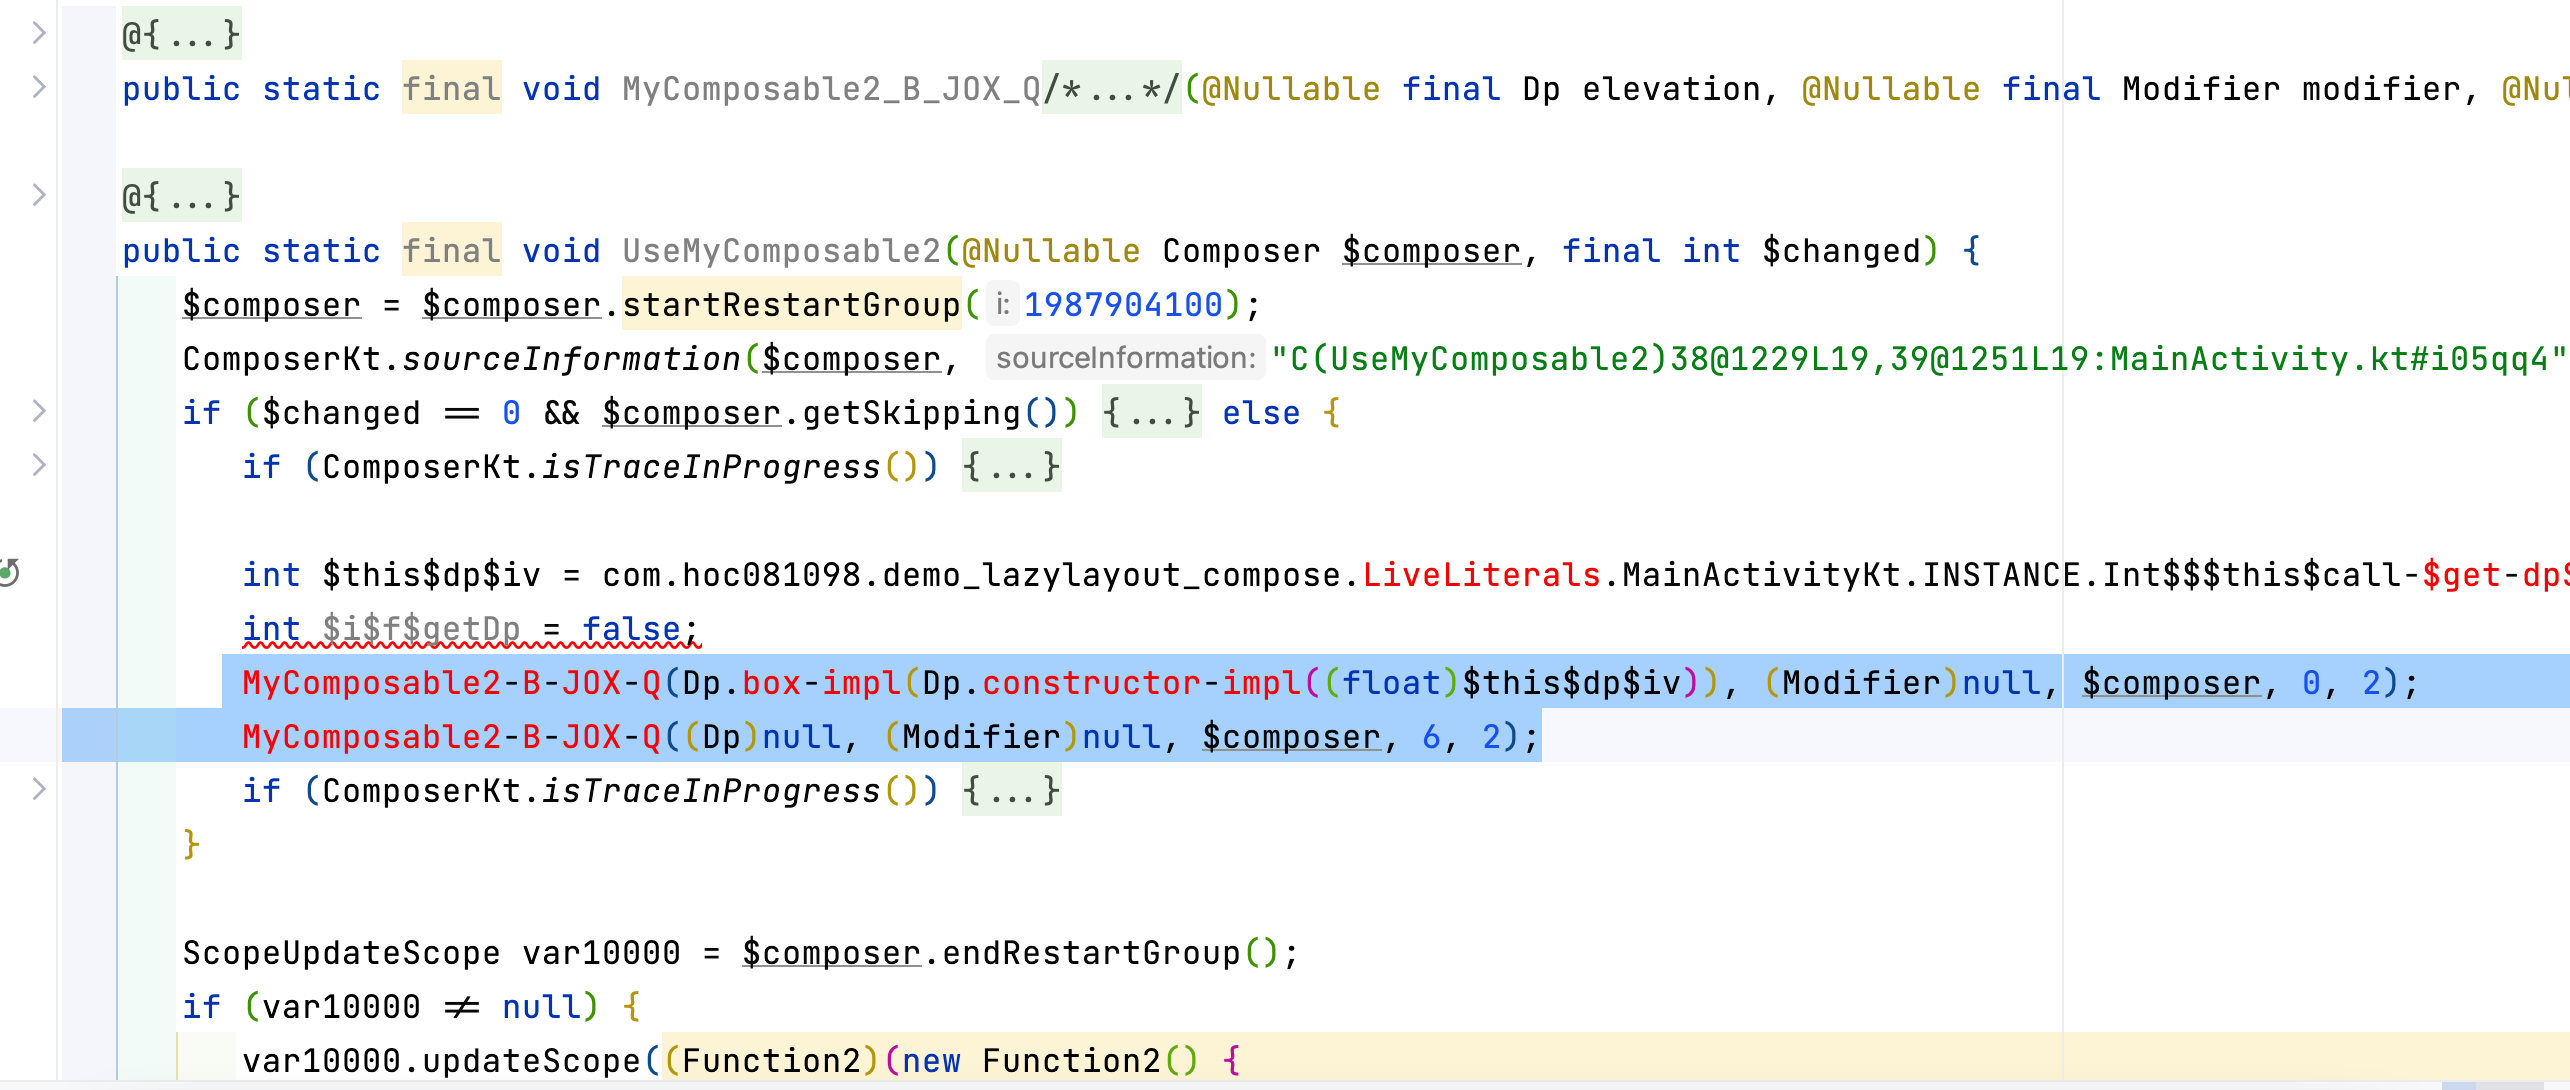 @{...}
public static final void MyComposable2_B_JOX_Q/*...*/(@Nullable final Dp elevation, @Nullable final Modifier modifier, @Nul
@{...}
public static final void UseMyComposable2(@Nullable Composer $composer, final int $changed) {
$composer = $composer.startRestartGroup( i: 1987904100);
ComposerKt.sourceInformation($composer, sourceInformation: "C(UseMyComposable2)38@1229L19,39@1251L19:MainActivity.kt#i05qq4"
if ($changed == 0 && $composer.getSkipping()) {...} else {
if (ComposerKt.isTraceInProgress()) {...}
int $this$dp$iv = com.hoc081098.demo_lazylayout_compose.LiveLiterals.MainActivityKt.INSTANCE.Int$$$this$call-$get-dp$
int $i$f$getDp = false;
MyComposable2-B-JOX-Q(Dp.box-impl(Dp.constructor-impl((float)$this$dp$iv)), (Modifier)null, $composer, 0, 2);
MyComposable2-B-JOX-Q((Dp)null, (Modifier)null, $composer, 6, 2);
if (ComposerKt.isTraceInProgress()) {...}
}
ScopeUpdateScope var10000 = $composer.endRestartGroup();
if (var10000 != null) {
var10000.updateScope((Function2)(new Function2() {